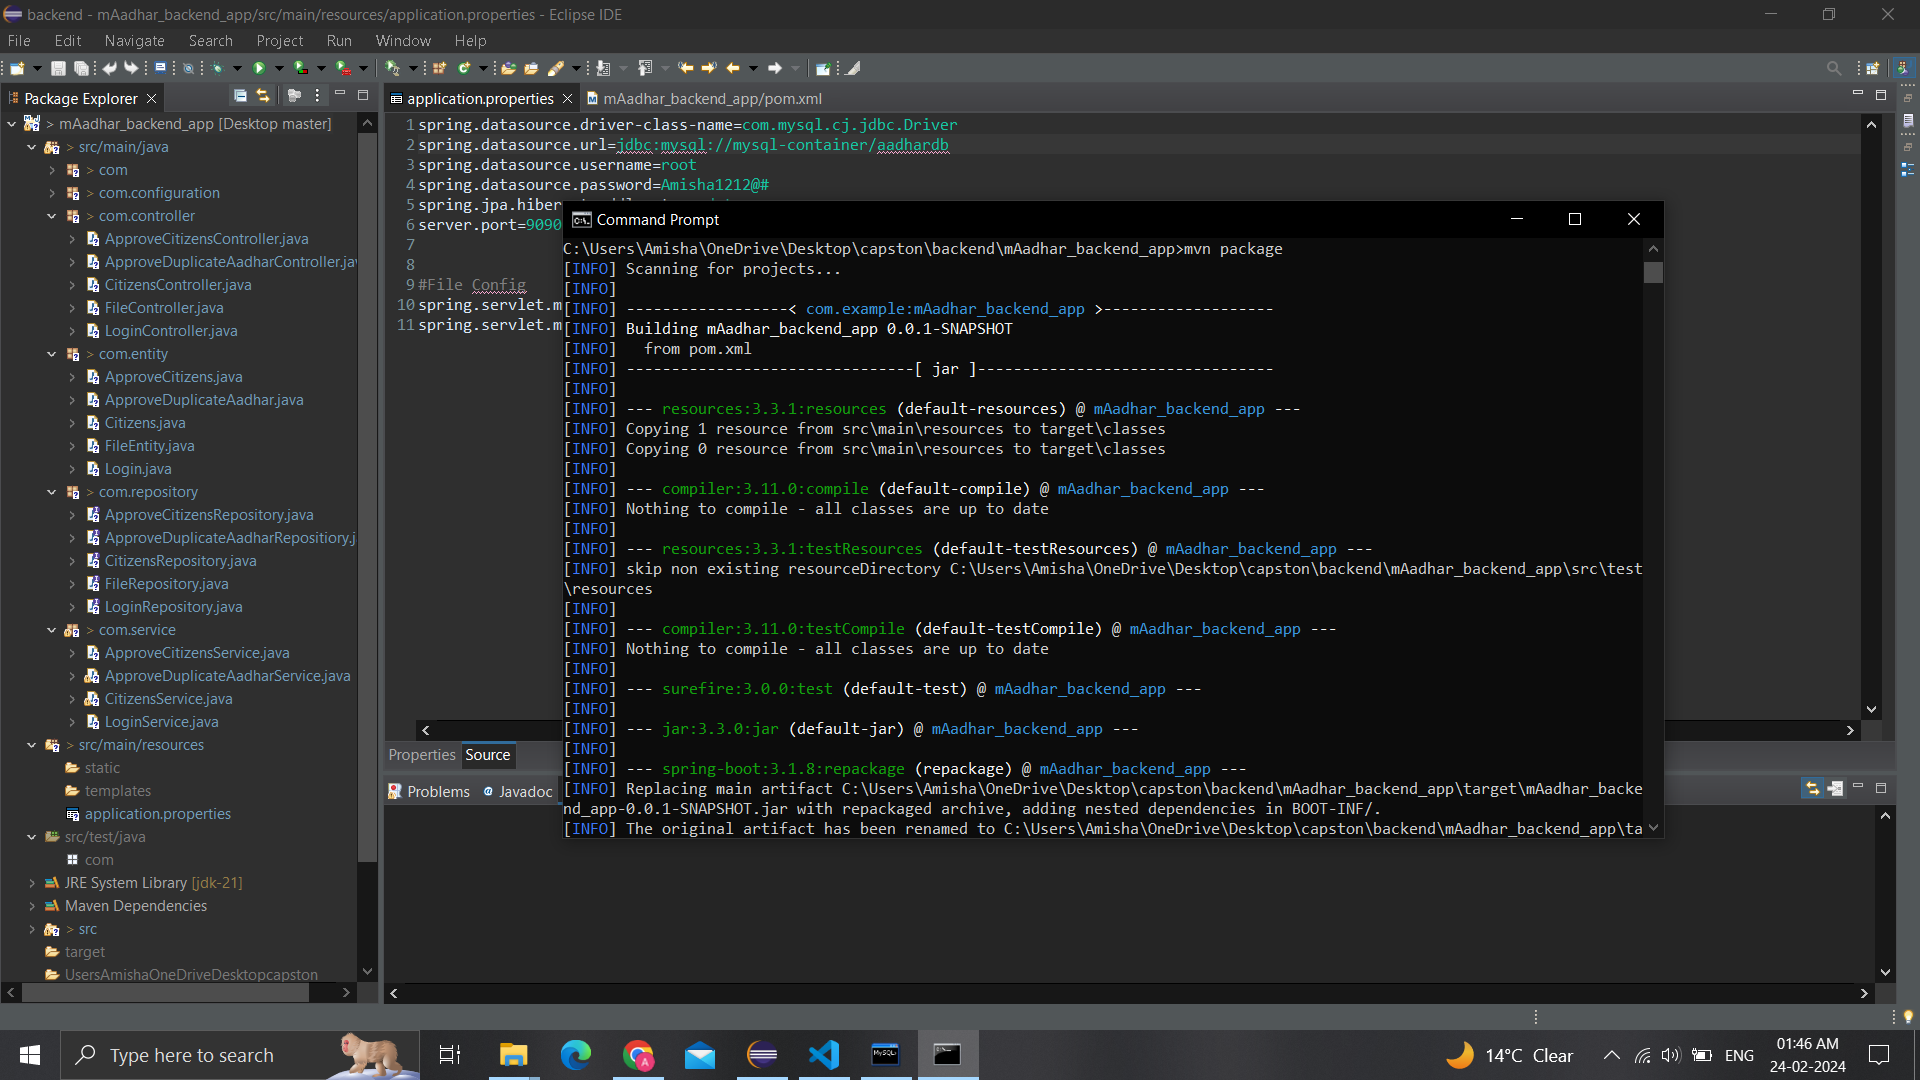 backend - mAadhar_backend_app/src/main/resources/application.properties - Eclipse IDE
File Edit Navigate Search Project Run Window Help
Package Explorer
> mAadhar_backend_app [Desktop master]
> src/main/java
> com
> com.configuration
> com.controller
ApproveCitizensController.java
ApproveDuplicateAadharController.jav
CitizensController.java
FileController.java
LoginController.java
> com.entity
ApproveCitizens.java
ApproveDuplicateAadhar.java
Citizens.java
FileEntity.java
Login.java
> com.repository
ApproveCitizensRepository.java
ApproveDuplicateAadharRepositiory.j
CitizensRepository.java
FileRepository.java
LoginRepository.java
> com.service
ApproveCitizensService.java
ApproveDuplicateAadharService.java
CitizensService.java
LoginService.java
> src/main/resources
static
templates
application.properties
src/test/java
com
JRE System Library [jdk-21]
Maven Dependencies
> src
target
UsersAmishaOneDriveDesktopcapston
application.properties
mAadhar_backend_app/pom.xml
1 spring.datasource.driver-class-name=com.mysql.cj.jdbc.Driver
2 spring.datasource.url=jdbc:mysql://mysql-container/aadhardb
3 spring.datasource.username=root
4 spring.datasource.password=Amisha1212@#
5 spring.jpa.hiber
6 server.port=9090
7
8
9 #File Config
10 spring.servlet.m
11 spring.servlet.m
Properties Source
Problems @ Javadoc
Command Prompt
C:\Users\Amisha\OneDrive\Desktop\capston\backend\mAadhar_backend_app>mvn package
[INFO] Scanning for projects...
[INFO]
[INFO] ------------------< com.example:mAadhar_backend_app >-------------------
[INFO] Building mAadhar_backend_app 0.0.1-SNAPSHOT
[INFO]   from pom.xml
[INFO] --------------------------------[ jar ]---------------------------------
[INFO]
[INFO] --- resources:3.3.1:resources (default-resources) @ mAadhar_backend_app ---
[INFO] Copying 1 resource from src\main\resources to target\classes
[INFO] Copying 0 resource from src\main\resources to target\classes
[INFO]
[INFO] --- compiler:3.11.0:compile (default-compile) @ mAadhar_backend_app ---
[INFO] Nothing to compile - all classes are up to date
[INFO]
[INFO] --- resources:3.3.1:testResources (default-testResources) @ mAadhar_backend_app ---
[INFO] skip non existing resourceDirectory C:\Users\Amisha\OneDrive\Desktop\capston\backend\mAadhar_backend_app\src\test
\resources
[INFO]
[INFO] --- compiler:3.11.0:testCompile (default-testCompile) @ mAadhar_backend_app ---
[INFO] Nothing to compile - all classes are up to date
[INFO]
[INFO] --- surefire:3.0.0:test (default-test) @ mAadhar_backend_app ---
[INFO]
[INFO] --- jar:3.3.0:jar (default-jar) @ mAadhar_backend_app ---
[INFO]
[INFO] --- spring-boot:3.1.8:repackage (repackage) @ mAadhar_backend_app ---
[INFO] Replacing main artifact C:\Users\Amisha\OneDrive\Desktop\capston\backend\mAadhar_backend_app\target\mAadhar_backe
nd_app-0.0.1-SNAPSHOT.jar with repackaged archive, adding nested dependencies in BOOT-INF/.
[INFO] The original artifact has been renamed to C:\Users\Amisha\OneDrive\Desktop\capston\backend\mAadhar_backend_app\ta
Type here to search
14°C Clear
ENG
01:46 AM
24-02-2024